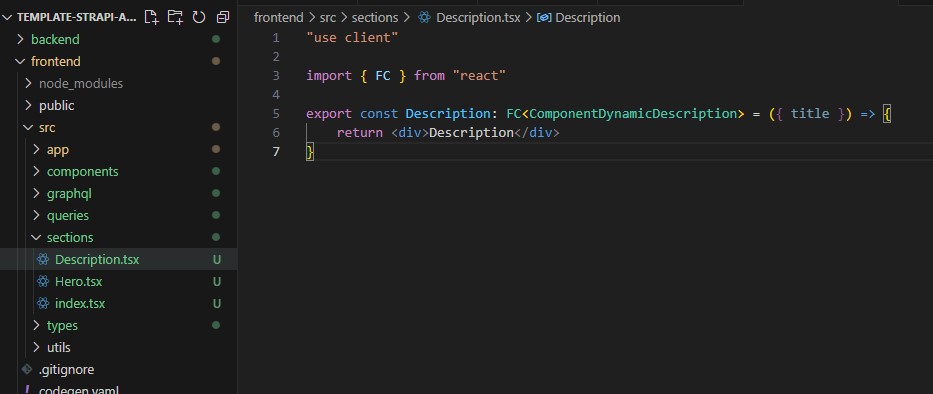 TEMPLATE-STRAPI-A...
backend
frontend
node_modules
public
src
app
components
graphql
queries
sections
Description.tsx U
Hero.tsx U
index.tsx U
types
utils
.gitignore
! codegen.yaml
frontend > src > sections > Description.tsx > Description
1 "use client"
2
3 import { FC } from "react"
4
5 export const Description: FC<ComponentDynamicDescription> = ({ title }) => {
6     return <div>Description</div>
7 }